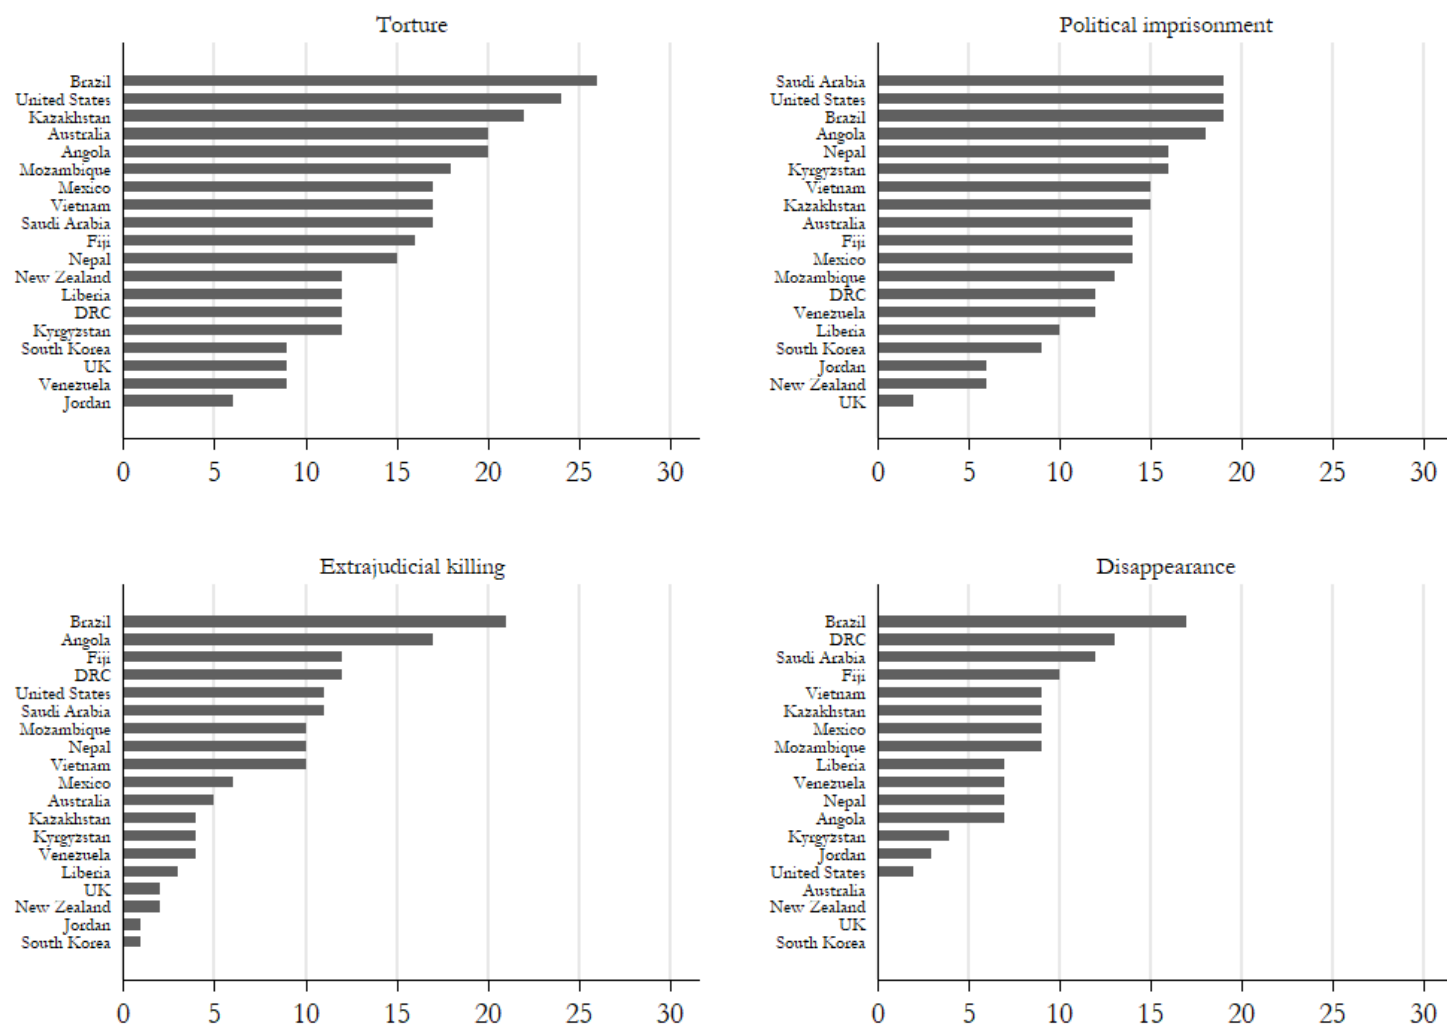 Torture
Brazil
United States
Kazakhstan
Australia
Angola
Mozambique
Mexico
Vietnam
Saudi Arabia
Fiji
Nepal
New Zealand
Liberia
DRC
Kyrgyzstan
South Korea
UK
Venezuela
Jordan
0 5 10 15 20 25 30
Political imprisonment
Saudi Arabia
United States
Brazil
Angola
Nepal
Kyrgyzstan
Vietnam
Kazakhstan
Australia
Fiji
Mexico
Mozambique
DRC
Venezuela
Liberia
South Korea
Jordan
New Zealand
UK
0 5 10 15 20 25 30
Extrajudicial killing
Brazil
Angola
Fiji
DRC
United States
Saudi Arabia
Mozambique
Nepal
Vietnam
Mexico
Australia
Kazakhstan
Kyrgyzstan
Venezuela
Liberia
UK
New Zealand
Jordan
South Korea
0 5 10 15 20 25 30
Disappearance
Brazil
DRC
Saudi Arabia
Fiji
Vietnam
Kazakhstan
Mexico
Mozambique
Liberia
Venezuela
Nepal
Angola
Kyrgyzstan
Jordan
United States
Australia
New Zealand
UK
South Korea
0 5 10 15 20 25 30